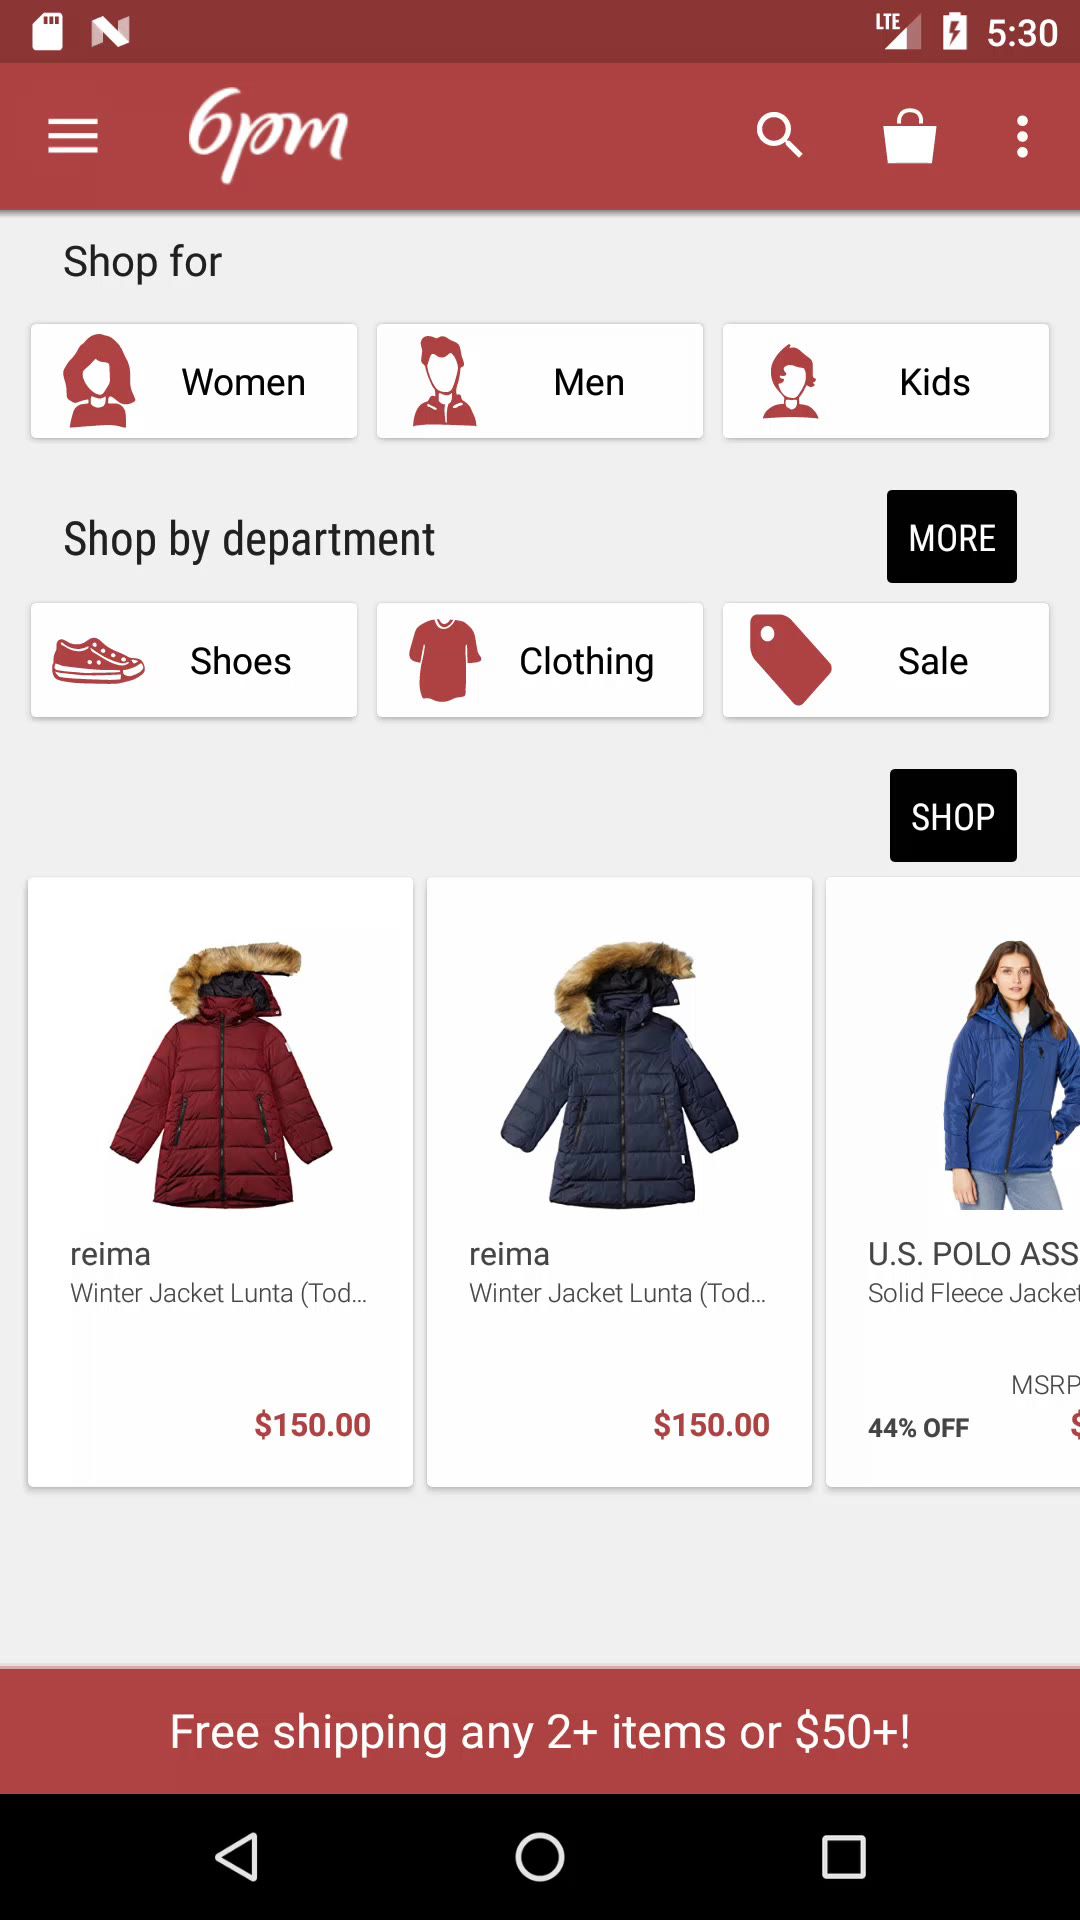 LTE 5:30
6pm
Shop for
Women Men Kids
Shop by department MORE
Shoes Clothing Sale
SHOP
reima reima U.S. POLO ASS
Winter Jacket Lunta (Tod... Winter Jacket Lunta (Tod... Solid Fleece Jacket
MSRP
$150.00 $150.00 44% OFF $
Free shipping any 2+ items or $50+!